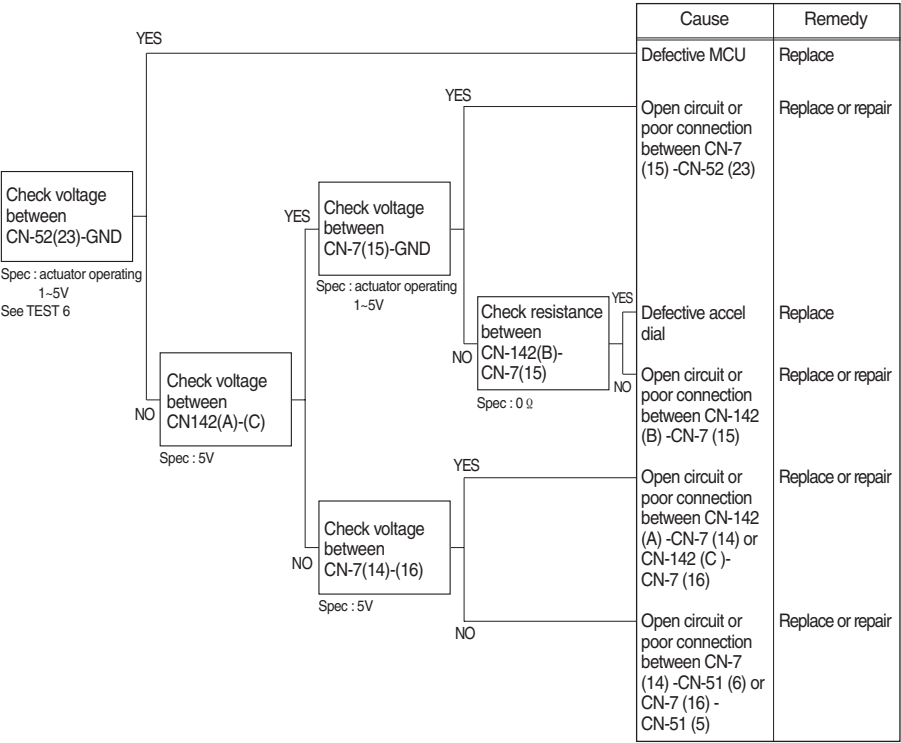 Cause
Remedy
YES
Defective MCU
Replace
YES
Open circuit or
poor connection
between CN-7
(15) -CN-52 (23)
Replace or repair
Check voltage
between
CN-52(23)-GND
Spec : actuator operating
1~5V
See TEST 6
YES
Check voltage
between
CN-7(15)-GND
Spec : actuator operating
1~5V
NO
Check resistance
between
CN-142(B)-
CN-7(15)
Spec : 0 Ω
YES
Defective accel
dial
Replace
NO
Open circuit or
poor connection
between CN-142
(B) -CN-7 (15)
Replace or repair
NO
Check voltage
between
CN142(A)-(C)
Spec : 5V
NO
Check voltage
between
CN-7(14)-(16)
Spec : 5V
YES
Open circuit or
poor connection
between CN-142
(A) -CN-7 (14) or
CN-142 (C )-
CN-7 (16)
Replace or repair
NO
Open circuit or
poor connection
between CN-7
(14) -CN-51 (6) or
CN-7 (16) -
CN-51 (5)
Replace or repair